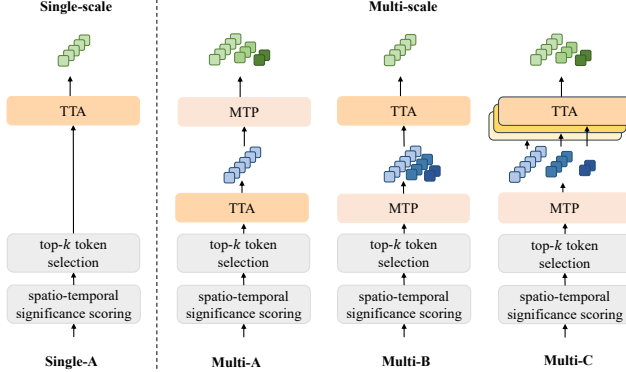 Single-scale
Multi-scale
TTA
top-k token
selection
spatio-temporal
significance scoring
Single-A
MTP
TTA
top-k token
selection
spatio-temporal
significance scoring
Multi-A
TTA
MTP
top-k token
selection
spatio-temporal
significance scoring
Multi-B
TTA
MTP
top-k token
selection
spatio-temporal
significance scoring
Multi-C